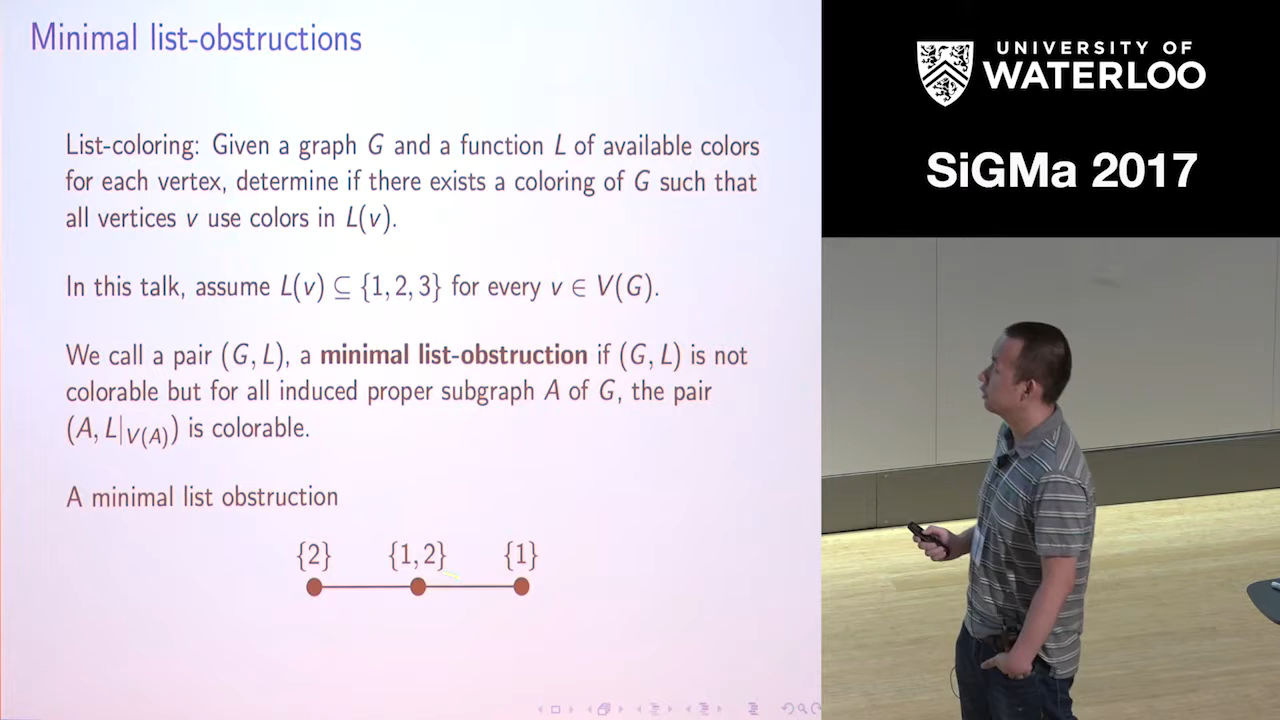 Minimal list-obstructions
List-coloring: Given a graph G and a function L of available colors
for each vertex, determine if there exists a coloring of G such that
all vertices v use colors in L(v).
In this talk, assume L(v) ⊆ {1, 2, 3} for every v ∈ V(G).
We call a pair (G, L), a minimal list-obstruction if (G, L) is not
colorable but for all induced proper subgraph A of G, the pair
(A, L|V(A)) is colorable.
A minimal list obstruction
{2} {1, 2} {1}
UNIVERSITY OF
WATERLOO
SiGMa 2017